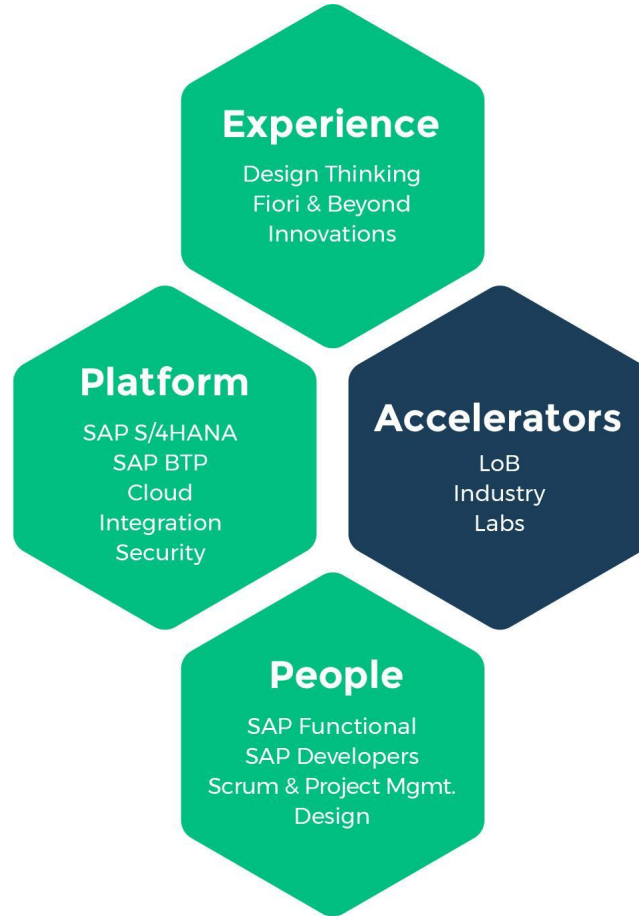 Experience
Design Thinking
Fiori & Beyond
Innovations
Platform
SAP S/4HANA
SAP BTP
Cloud
Integration
Security
Accelerators
LoB
Industry
Labs
People
SAP Functional
SAP Developers
Scrum & Project Mgmt.
Design